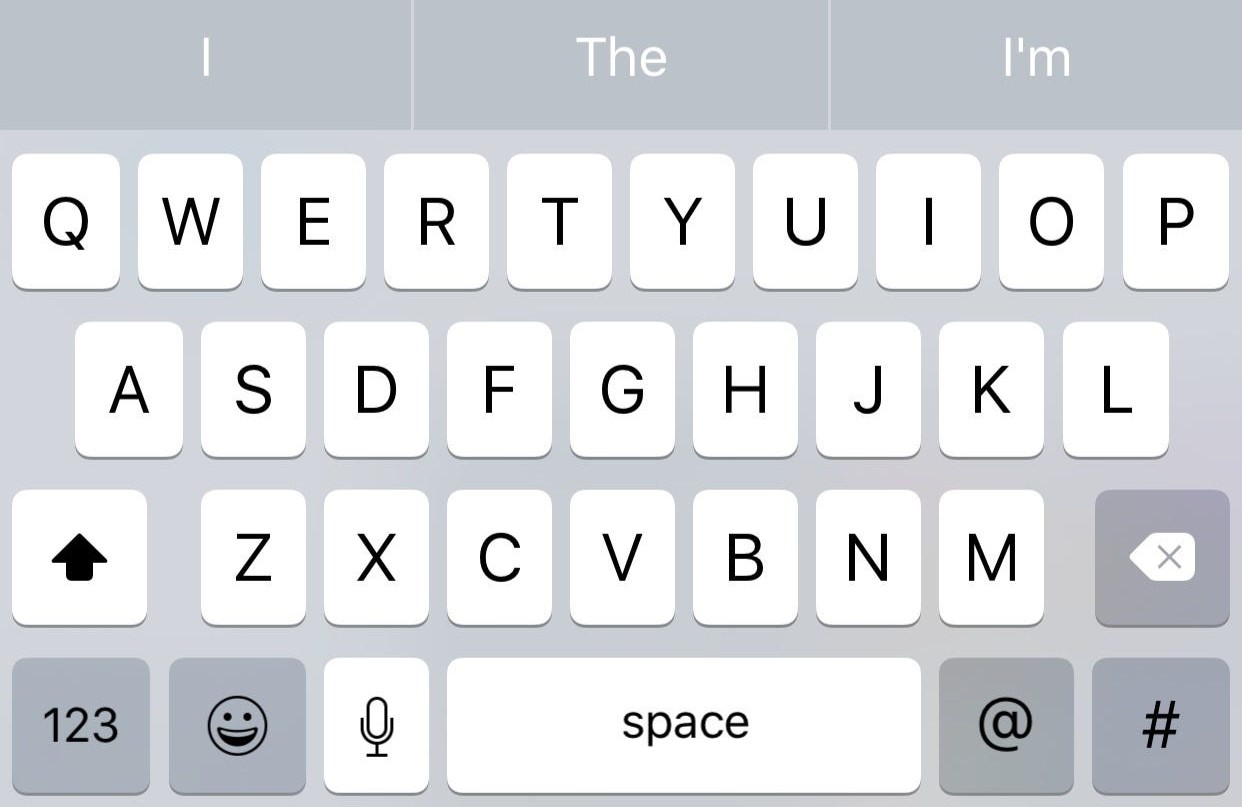 I The I'm
Q W E R T Y U I O P
A S D F G H J K L
Z X C V B N M
123 space @ #